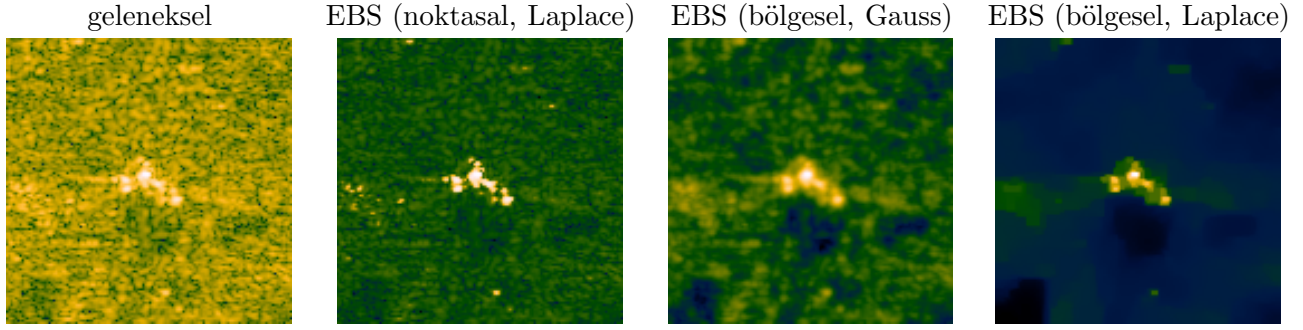 geleneksel
EBS (noktasal, Laplace)
EBS (bölgesel, Gauss)
EBS (bölgesel, Laplace)